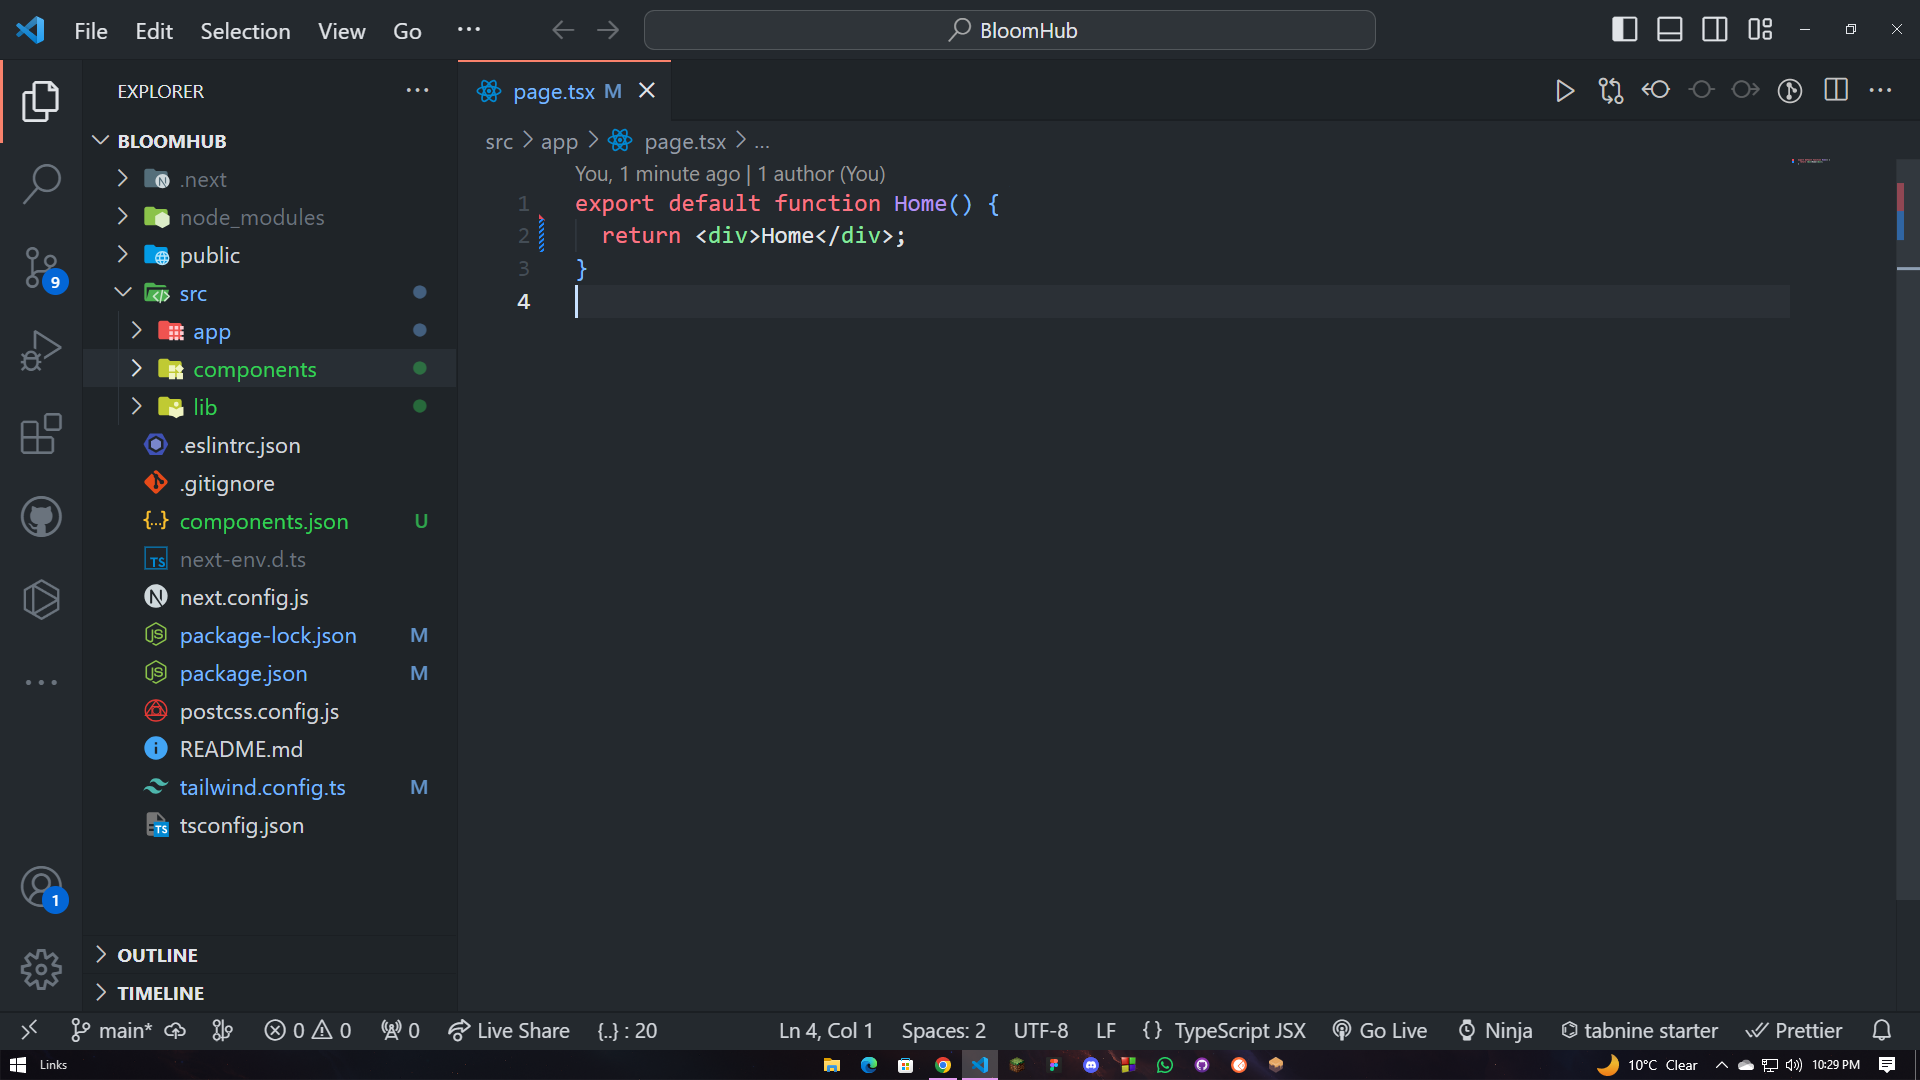 File Edit Selection View Go ··· BloomHub
EXPLORER ···
page.tsx M
BLOOMHUB
.next
node_modules
public
src
app
components
lib
.eslintrc.json
.gitignore
components.json U
next-env.d.ts
next.config.js
package-lock.json M
package.json M
postcss.config.js
README.md
tailwind.config.ts M
tsconfig.json
OUTLINE
TIMELINE
9
1
src > app > page.tsx > ...
You, 1 minute ago | 1 author (You)
1 export default function Home() {
2 return <div>Home</div>;
3 }
4
main* 0 0 0 Live Share {..} : 20 Ln 4, Col 1 Spaces: 2 UTF-8 LF {} TypeScript JSX Go Live Ninja tabnine starter Prettier
Links 10°C Clear 10:29 PM